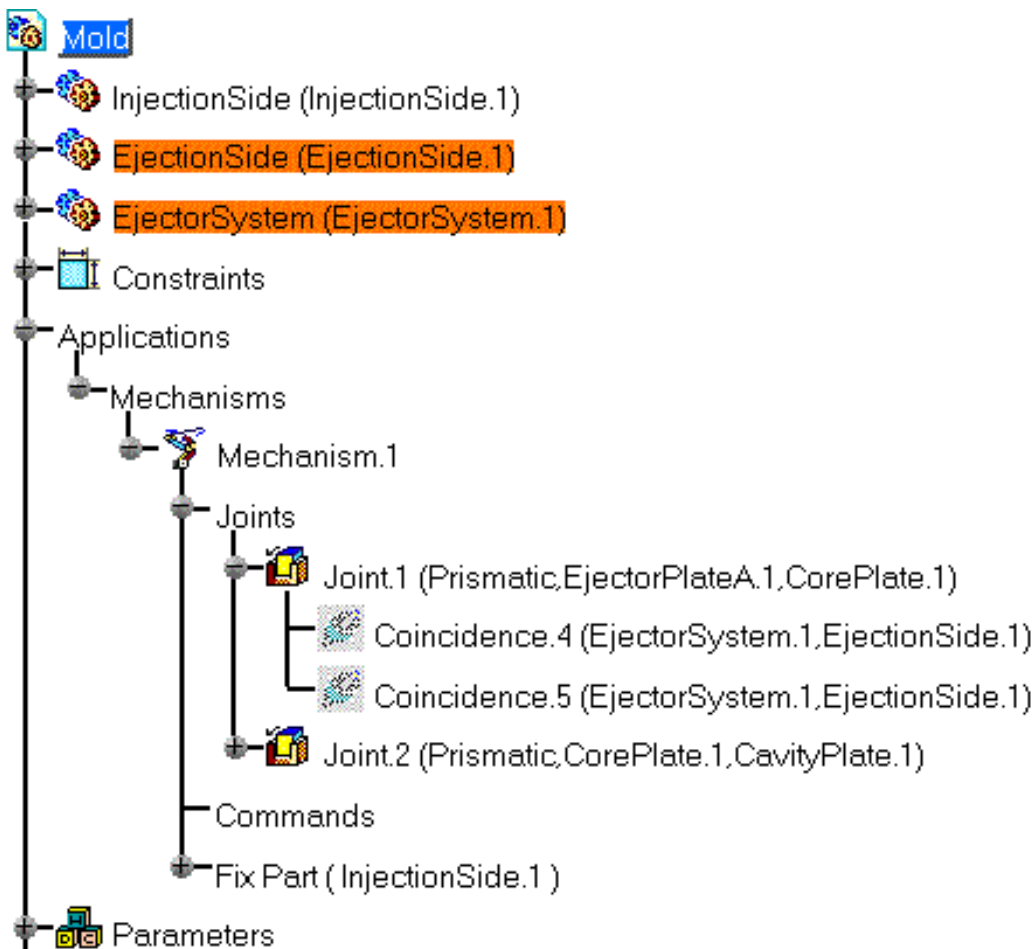 Mold
InjectionSide (InjectionSide.1)
EjectionSide (EjectionSide.1)
EjectorSystem (EjectorSystem.1)
Constraints
Applications
Mechanisms
Mechanism.1
Joints
Joint.1 (Prismatic,EjectorPlateA.1,CorePlate.1)
Coincidence.4 (EjectorSystem.1,EjectionSide.1)
Coincidence.5 (EjectorSystem.1,EjectionSide.1)
Joint.2 (Prismatic,CorePlate.1,CavityPlate.1)
Commands
Fix Part ( InjectionSide.1 )
Parameters